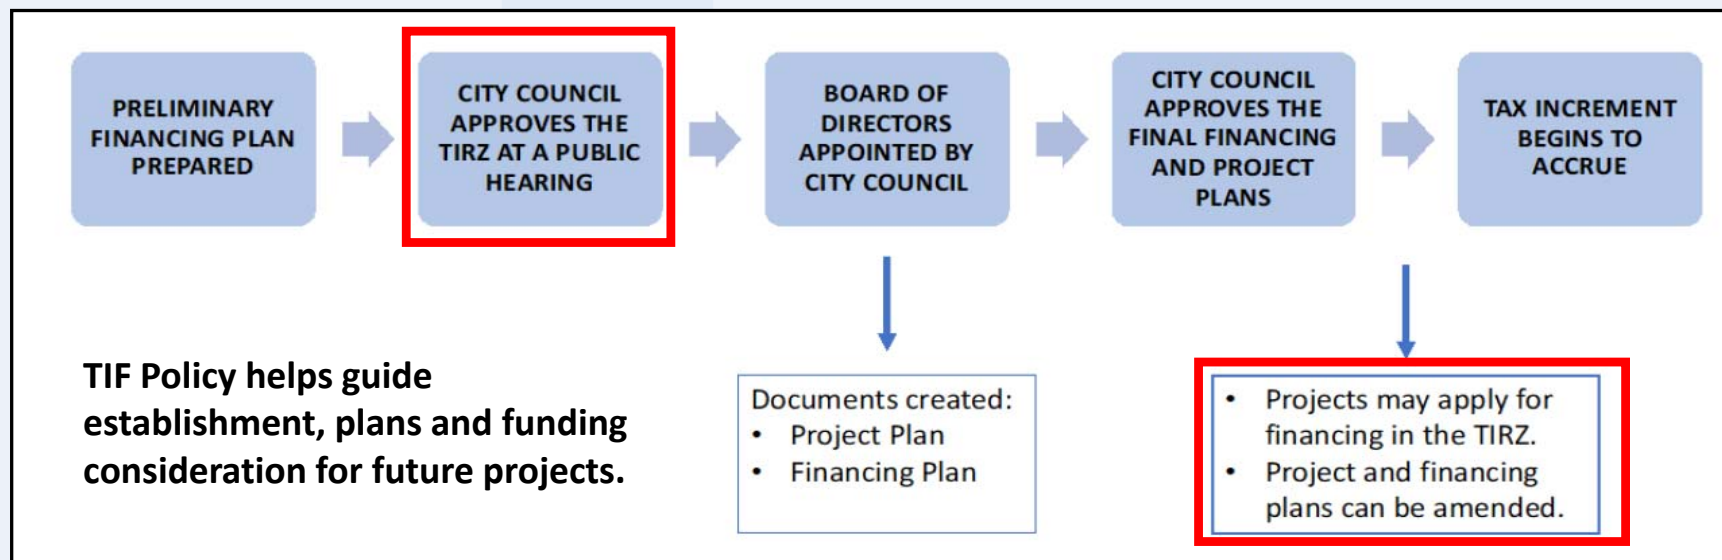 PRELIMINARY
FINANCING PLAN
PREPARED
CITY COUNCIL
APPROVES THE
TIRZ AT A PUBLIC
HEARING
BOARD OF
DIRECTORS
APPOINTED BY
CITY COUNCIL
CITY COUNCIL
APPROVES THE
FINAL FINANCING
AND PROJECT
PLANS
TAX INCREMENT
BEGINS TO
ACCRUE
TIF Policy helps guide
establishment, plans and funding
consideration for future projects.
Documents created:
• Project Plan
• Financing Plan
• Projects may apply for
financing in the TIRZ.
• Project and financing
plans can be amended.